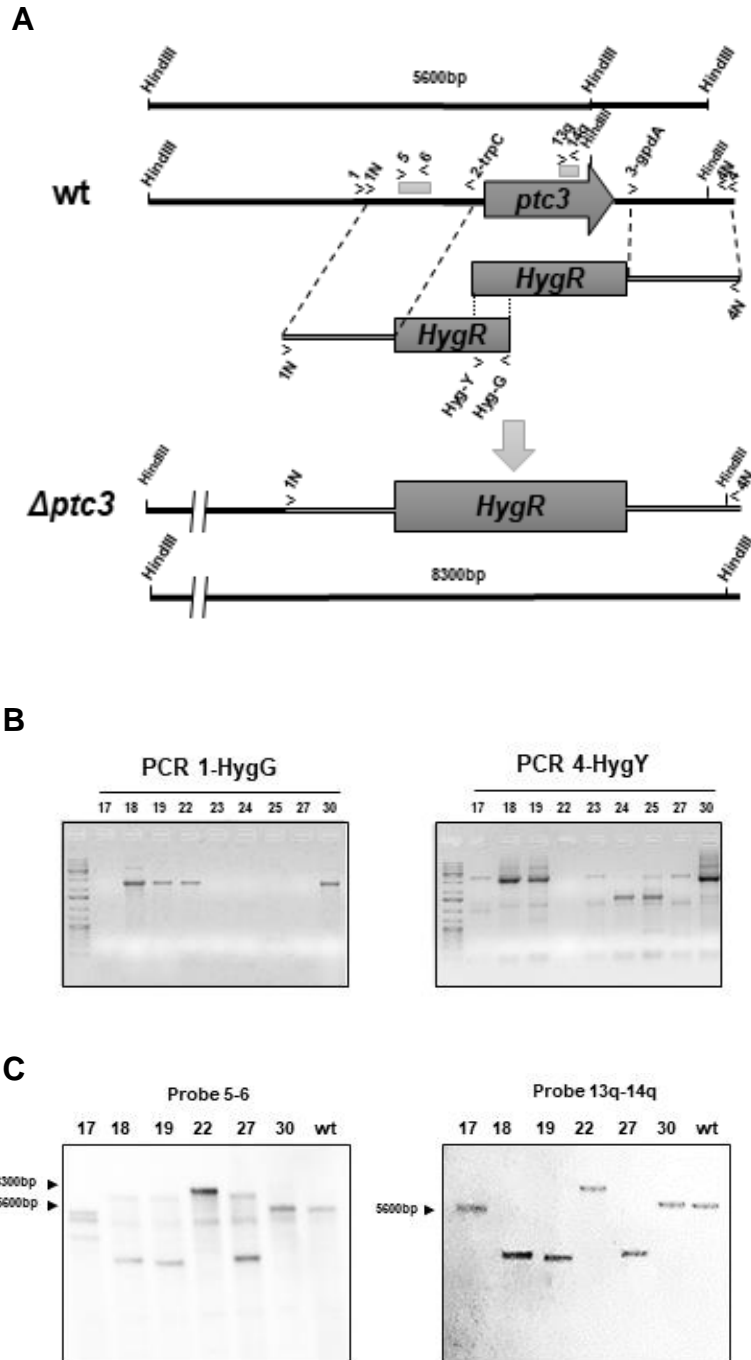 A
HindIII
5600bp
HindIII
HindIII
wt
HindIII
1
1N
5
6
2-trpC
13q
14q
HindIII
3-gpdA
HindIII
4N
4
ptc3
HygR
4N
HygR
1N
Hyg-Y
Hyg-G
Δptc3
HindIII
1N
HygR
HindIII
4N
HindIII
8300bp
HindIII
B
PCR 1-HygG
17 18 19 22 23 24 25 27 30
PCR 4-HygY
17 18 19 22 23 24 25 27 30
C
Probe 5-6
17 18 19 22 27 30 wt
300bp
600bp
Probe 13q-14q
17 18 19 22 27 30 wt
5600bp